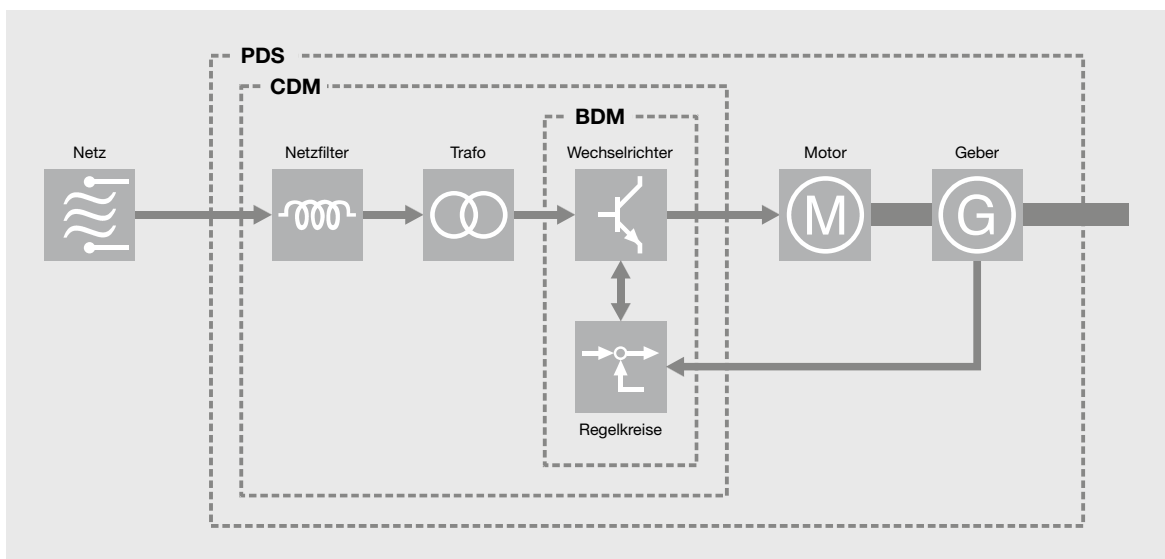 PDS
CDM
BDM
Netz
Netzfilter
Trafo
Wechselrichter
Motor
Geber
M
G
Regelkreise